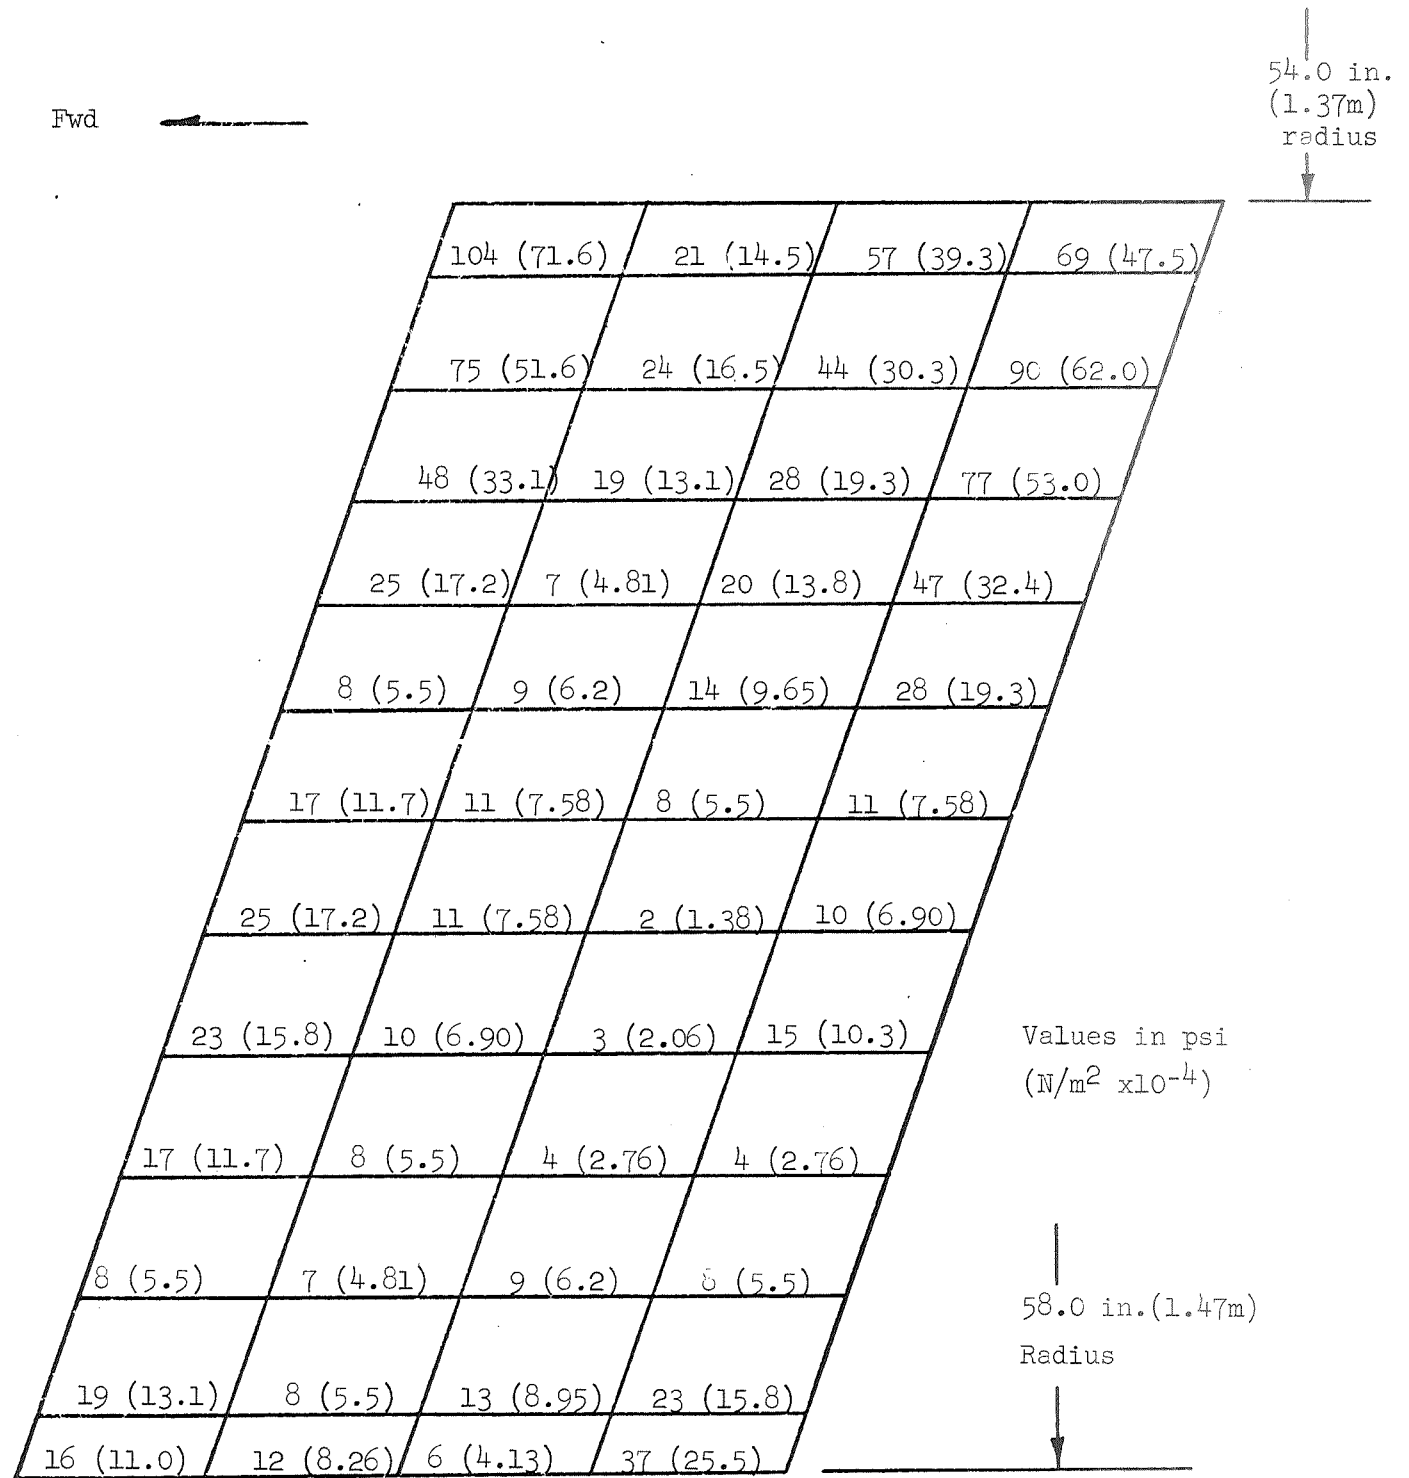 54.0 in.
(1.37m)
radius
Fwd
104 (71.6) 21 (14.5) 57 (39.3) 69 (47.5)
75 (51.6) 24 (16.5) 44 (30.3) 90 (62.0)
48 (33.1) 19 (13.1) 28 (19.3) 77 (53.0)
25 (17.2) 7 (4.81) 20 (13.8) 47 (32.4)
8 (5.5) 9 (6.2) 14 (9.65) 28 (19.3)
17 (11.7) 11 (7.58) 8 (5.5) 11 (7.58)
25 (17.2) 11 (7.58) 2 (1.38) 10 (6.90)
23 (15.8) 10 (6.90) 3 (2.06) 15 (10.3)
Values in psi
(N/m² x10⁻⁴)
17 (11.7) 8 (5.5) 4 (2.76) 4 (2.76)
8 (5.5) 7 (4.81) 9 (6.2) 8 (5.5)
58.0 in.(1.47m)
Radius
19 (13.1) 8 (5.5) 13 (8.95) 23 (15.8)
16 (11.0) 12 (8.26) 6 (4.13) 37 (25.5)